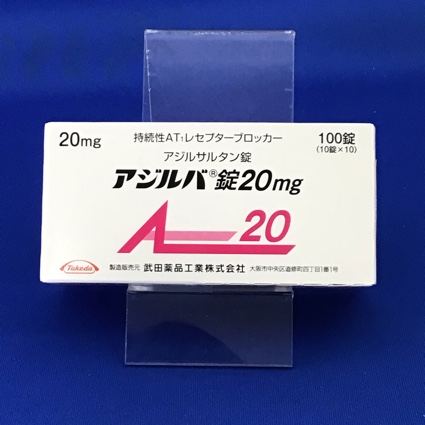 20mg
持続性AT₁レセプターブロッカー
100錠
(10錠×10)
アジルサルタン錠
アジルバ®錠20mg
20
Takeda
製造販売元 武田薬品工業株式会社 大阪市中央区道修町四丁目1番1号